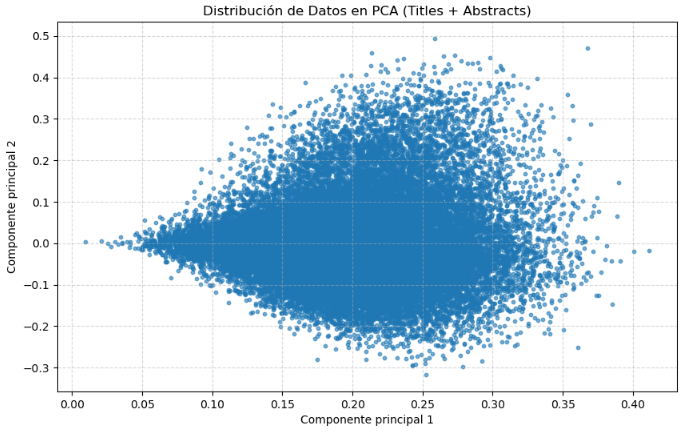 Distribución de Datos en PCA (Titles + Abstracts)
Componente principal 2
0.5
0.4
0.3
0.2
0.1
0.0
−0.1
−0.2
−0.3
0.00 0.05 0.10 0.15 0.20 0.25 0.30 0.35 0.40
Componente principal 1